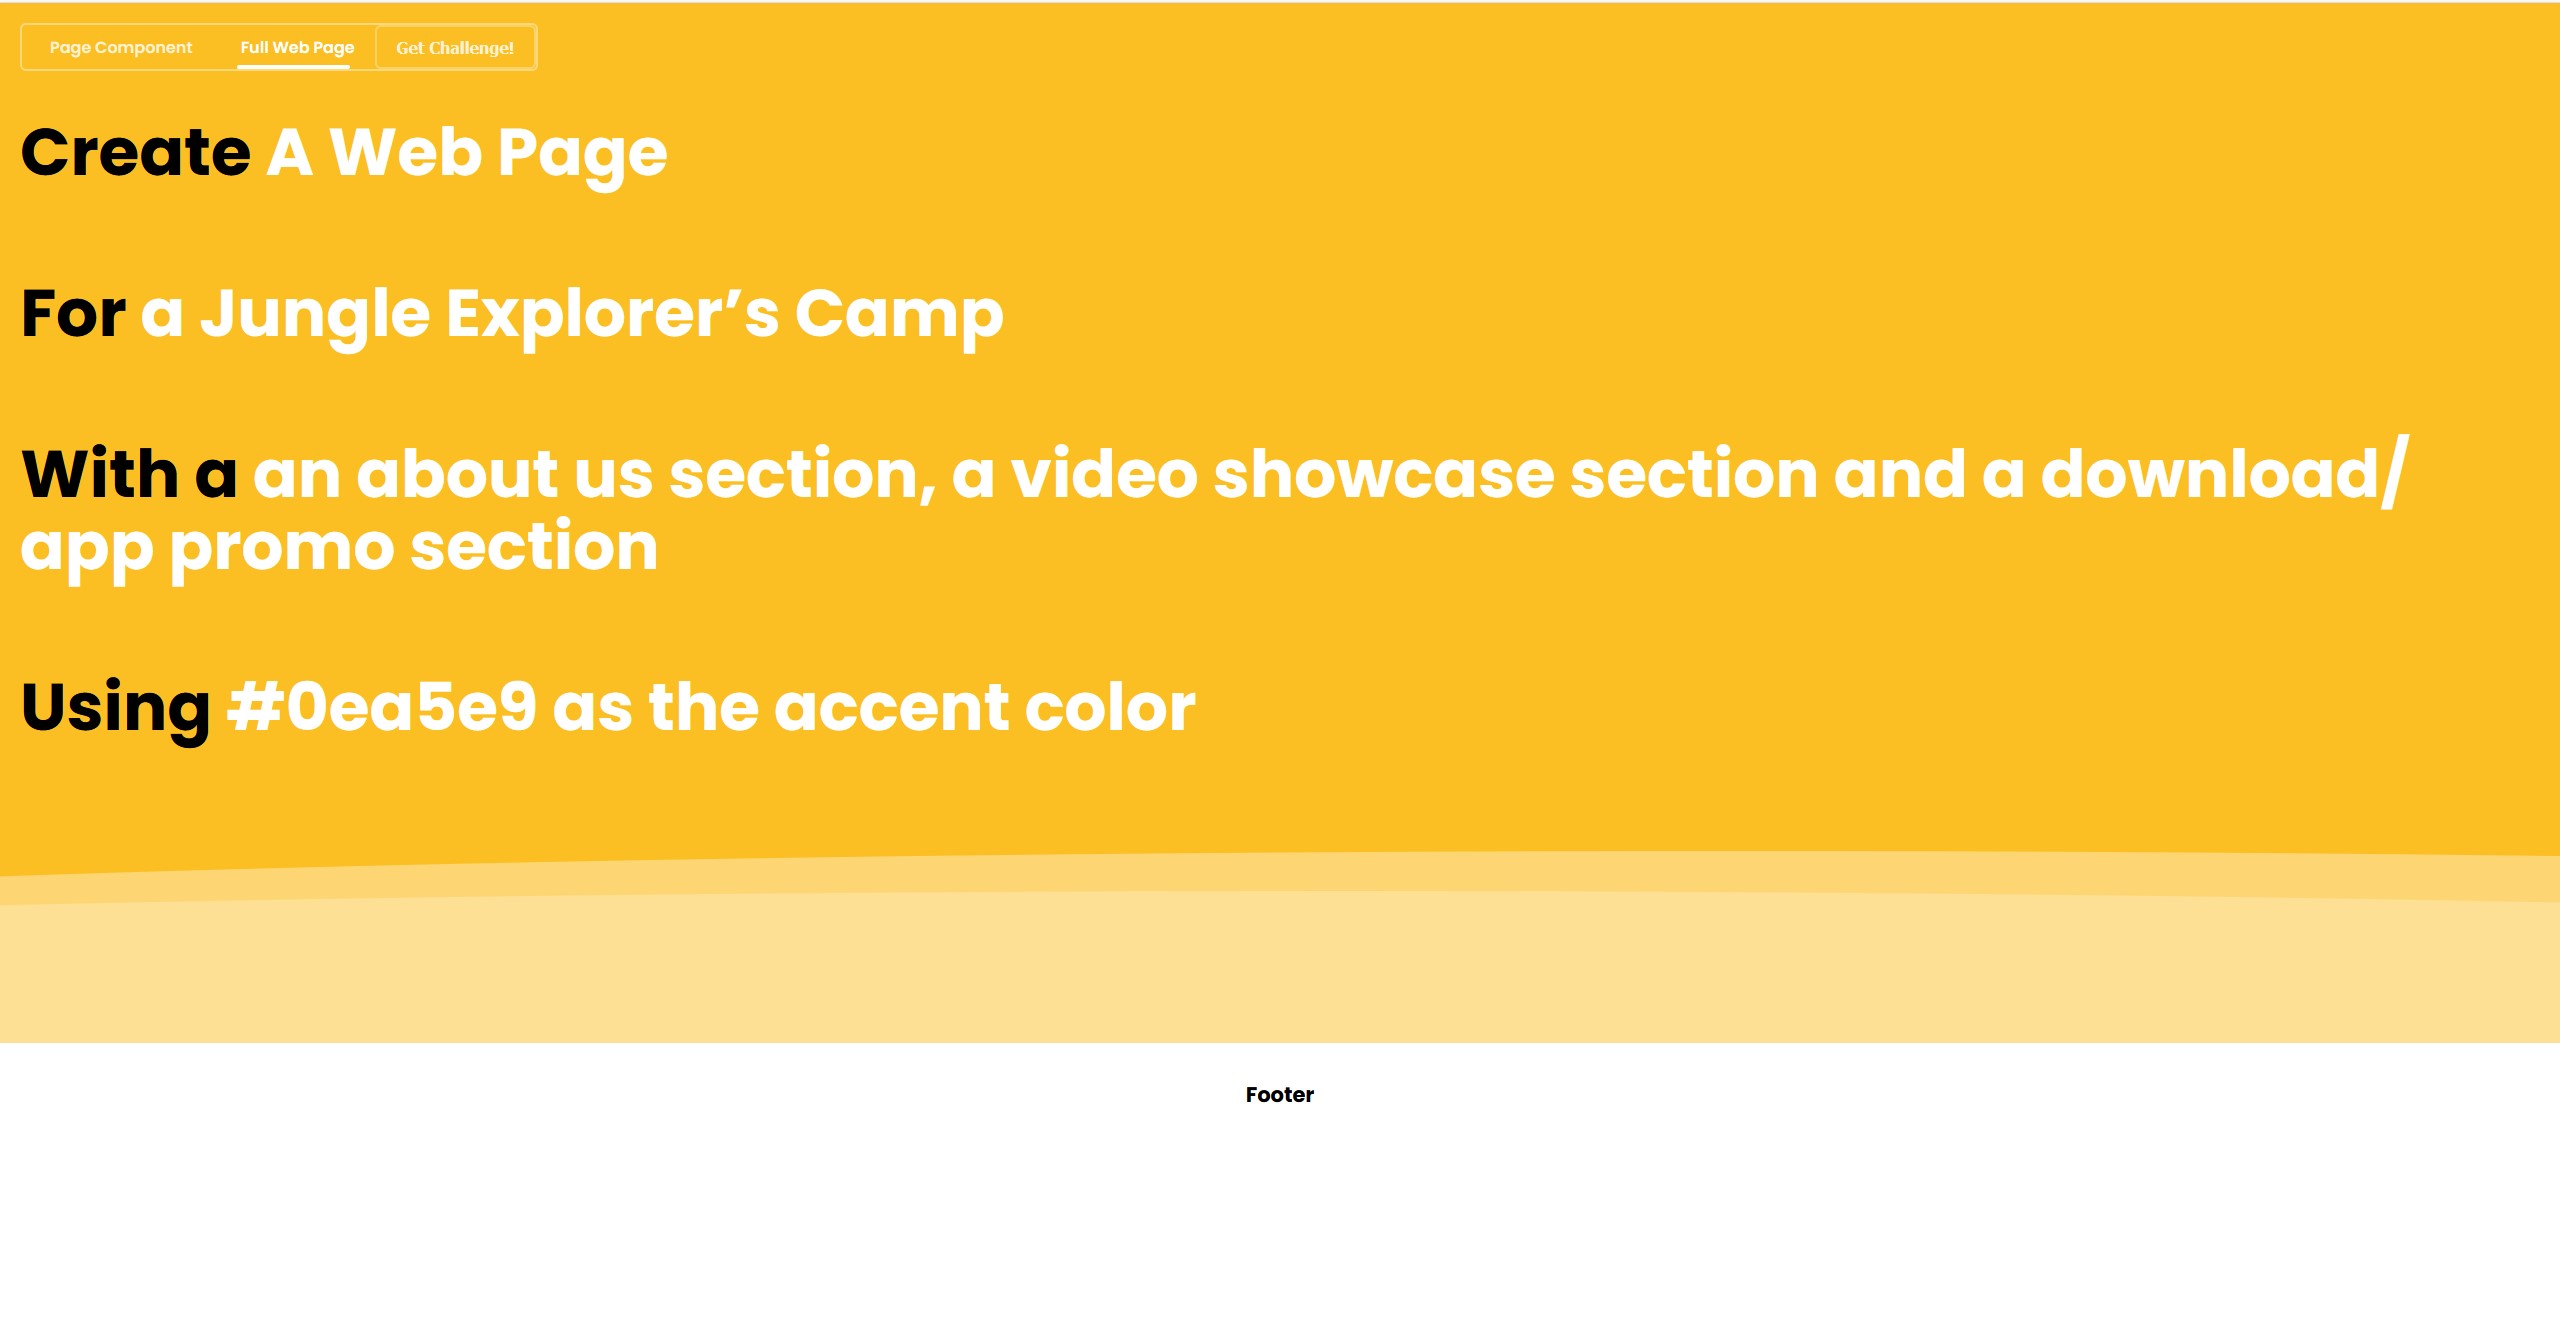 Page Component Full Web Page Get Challenge!
Create A Web Page
For a Jungle Explorer’s Camp
With a an about us section, a video showcase section and a download/
app promo section
Using #0ea5e9 as the accent color
Footer